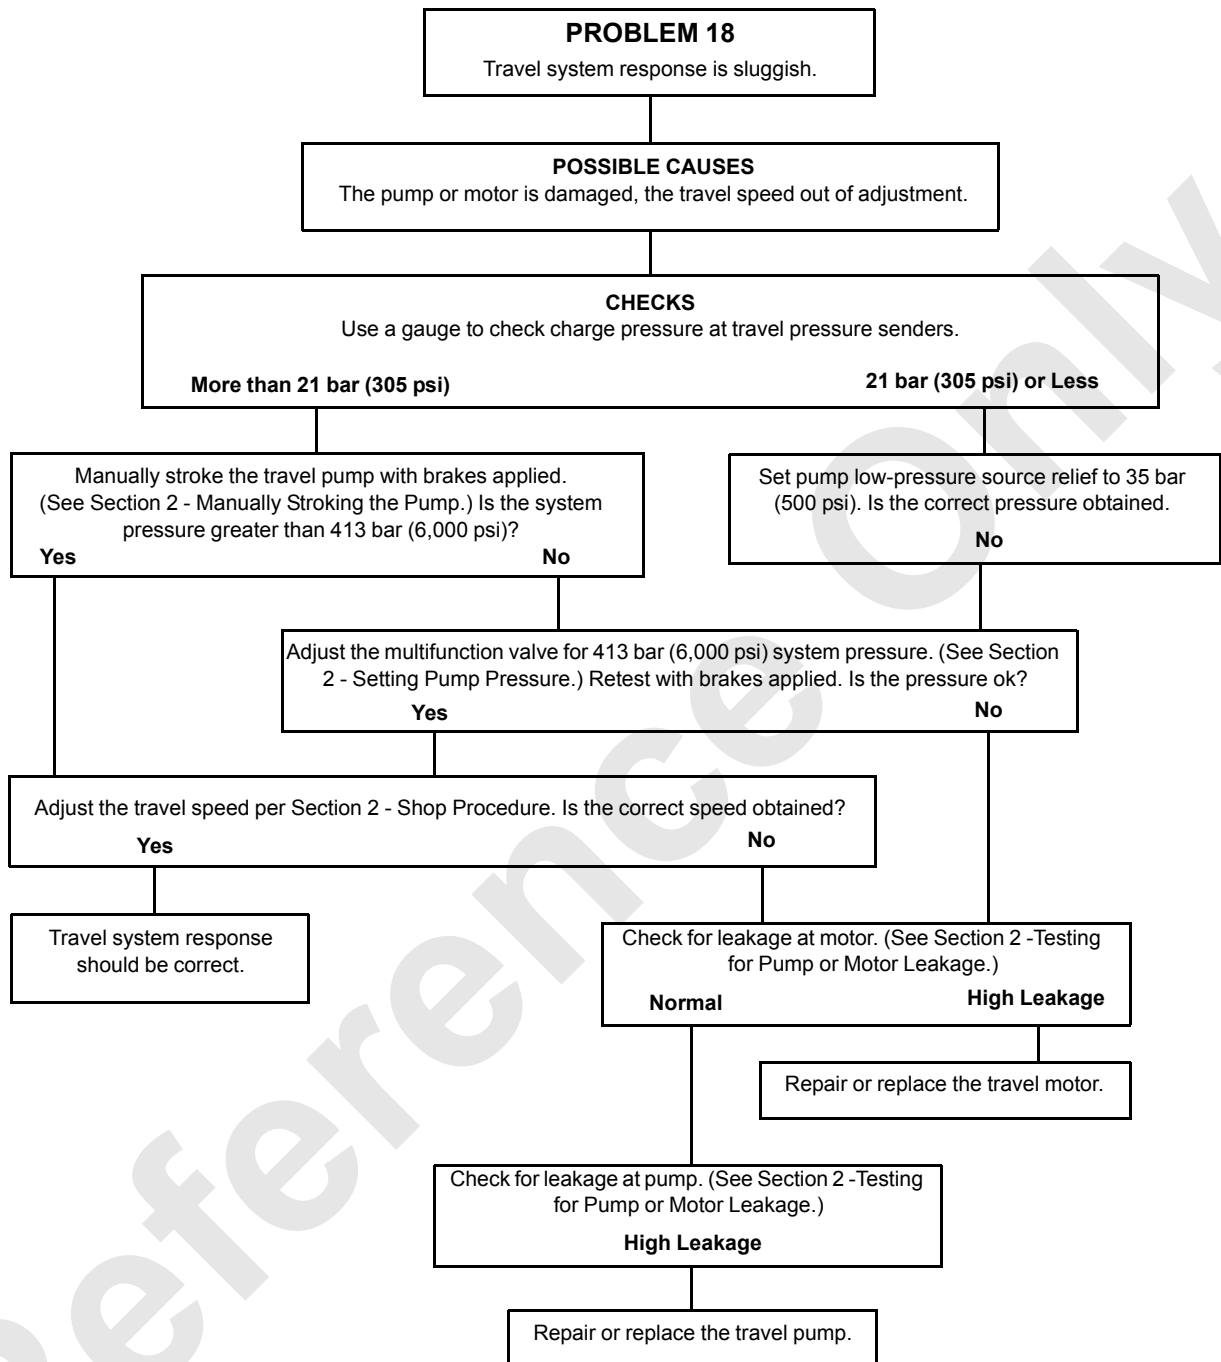 PROBLEM 18
Travel system response is sluggish.
POSSIBLE CAUSES
The pump or motor is damaged, the travel speed out of adjustment.
CHECKS
Use a gauge to check charge pressure at travel pressure senders.
More than 21 bar (305 psi)
21 bar (305 psi) or Less
Manually stroke the travel pump with brakes applied.
(See Section 2 - Manually Stroking the Pump.) Is the system
pressure greater than 413 bar (6,000 psi)?
Yes
No
Set pump low-pressure source relief to 35 bar
(500 psi). Is the correct pressure obtained.
No
Adjust the multifunction valve for 413 bar (6,000 psi) system pressure. (See Section
2 - Setting Pump Pressure.) Retest with brakes applied. Is the pressure ok?
Yes
No
Adjust the travel speed per Section 2 - Shop Procedure. Is the correct speed obtained?
Yes
No
Travel system response
should be correct.
Check for leakage at motor. (See Section 2 -Testing
for Pump or Motor Leakage.)
Normal
High Leakage
Repair or replace the travel motor.
Check for leakage at pump. (See Section 2 -Testing
for Pump or Motor Leakage.)
High Leakage
Repair or replace the travel pump.
Reference Only